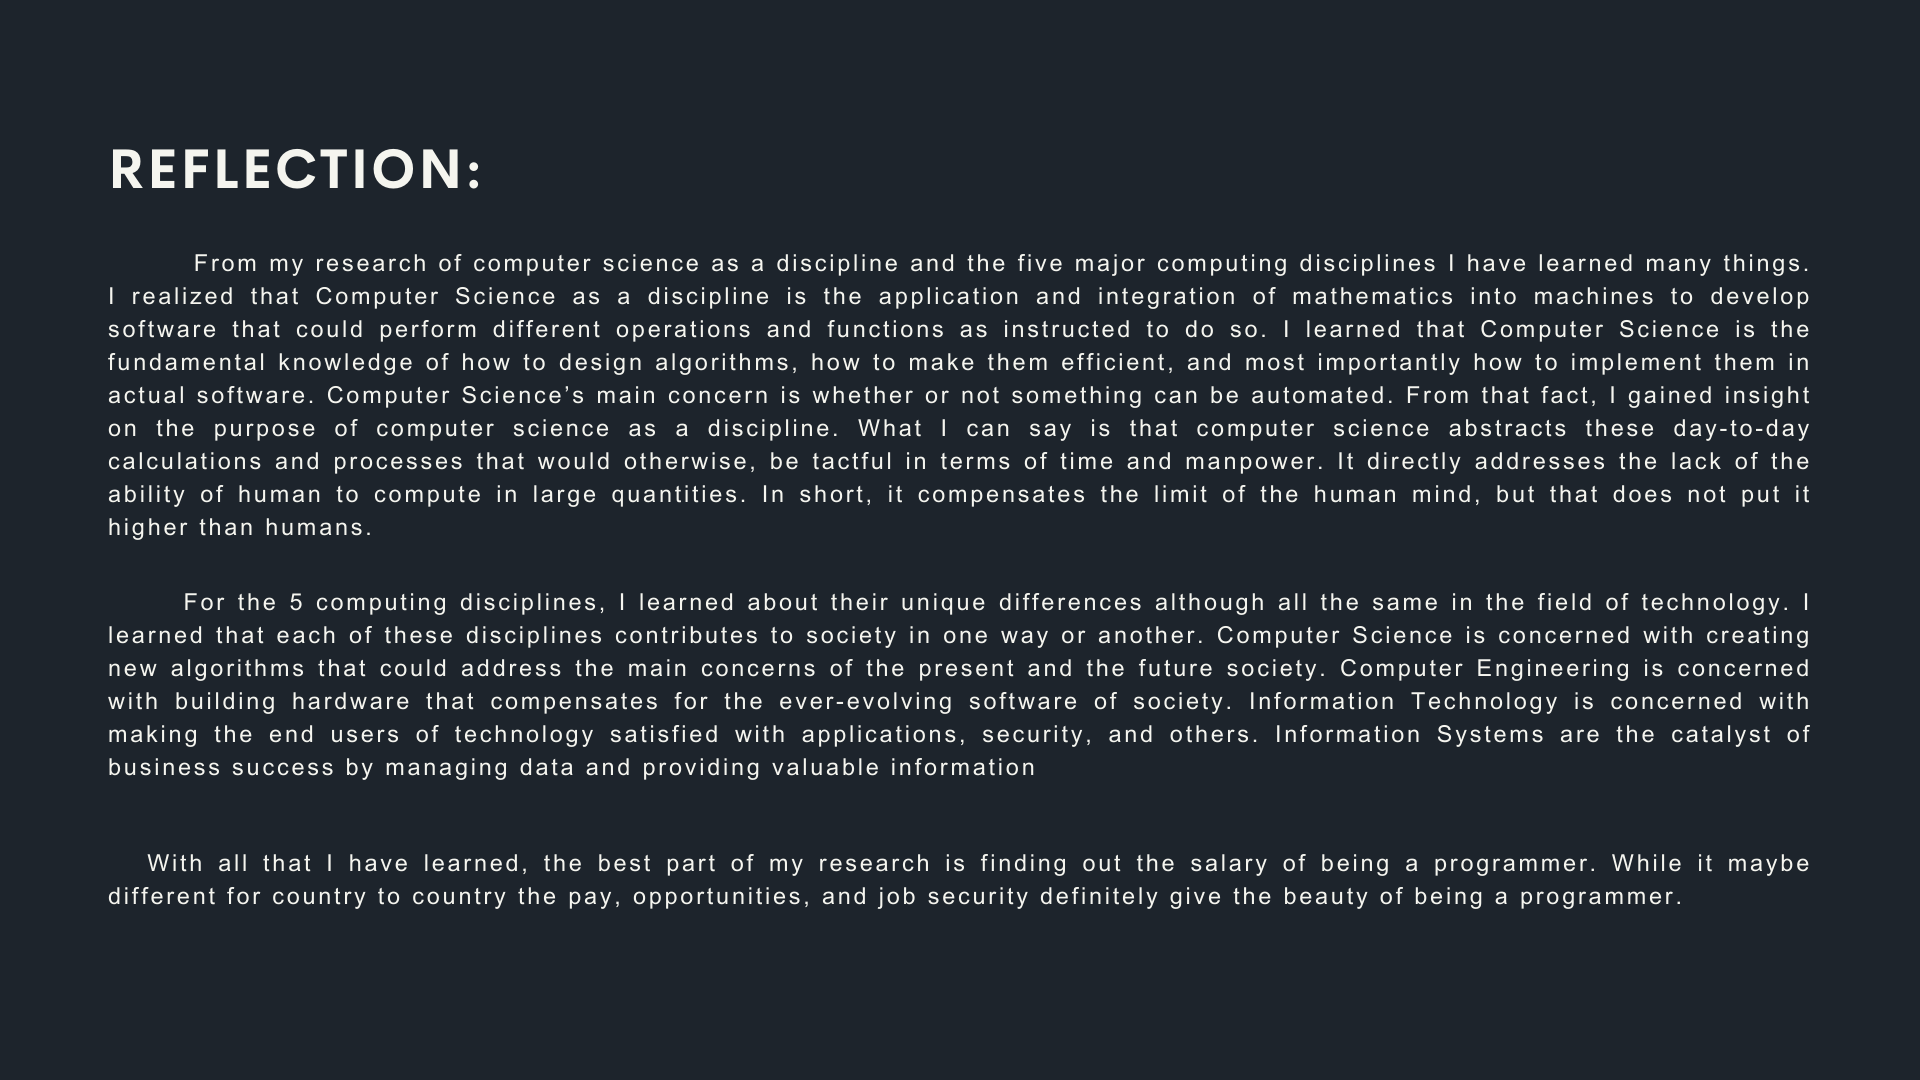 REFLECTION:
From my research of computer science as a discipline and the five major computing disciplines I have learned many things.
I realized that Computer Science as a discipline is the application and integration of mathematics into machines to develop
software that could perform different operations and functions as instructed to do so. I learned that Computer Science is the
fundamental knowledge of how to design algorithms, how to make them efficient, and most importantly how to implement them in
actual software. Computer Science’s main concern is whether or not something can be automated. From that fact, I gained insight
on the purpose of computer science as a discipline. What I can say is that computer science abstracts these day-to-day
calculations and processes that would otherwise, be tactful in terms of time and manpower. It directly addresses the lack of the
ability of human to compute in large quantities. In short, it compensates the limit of the human mind, but that does not put it
higher than humans.
For the 5 computing disciplines, I learned about their unique differences although all the same in the field of technology. I
learned that each of these disciplines contributes to society in one way or another. Computer Science is concerned with creating
new algorithms that could address the main concerns of the present and the future society. Computer Engineering is concerned
with building hardware that compensates for the ever-evolving software of society. Information Technology is concerned with
making the end users of technology satisfied with applications, security, and others. Information Systems are the catalyst of
business success by managing data and providing valuable information
With all that I have learned, the best part of my research is finding out the salary of being a programmer. While it maybe
different for country to country the pay, opportunities, and job security definitely give the beauty of being a programmer.